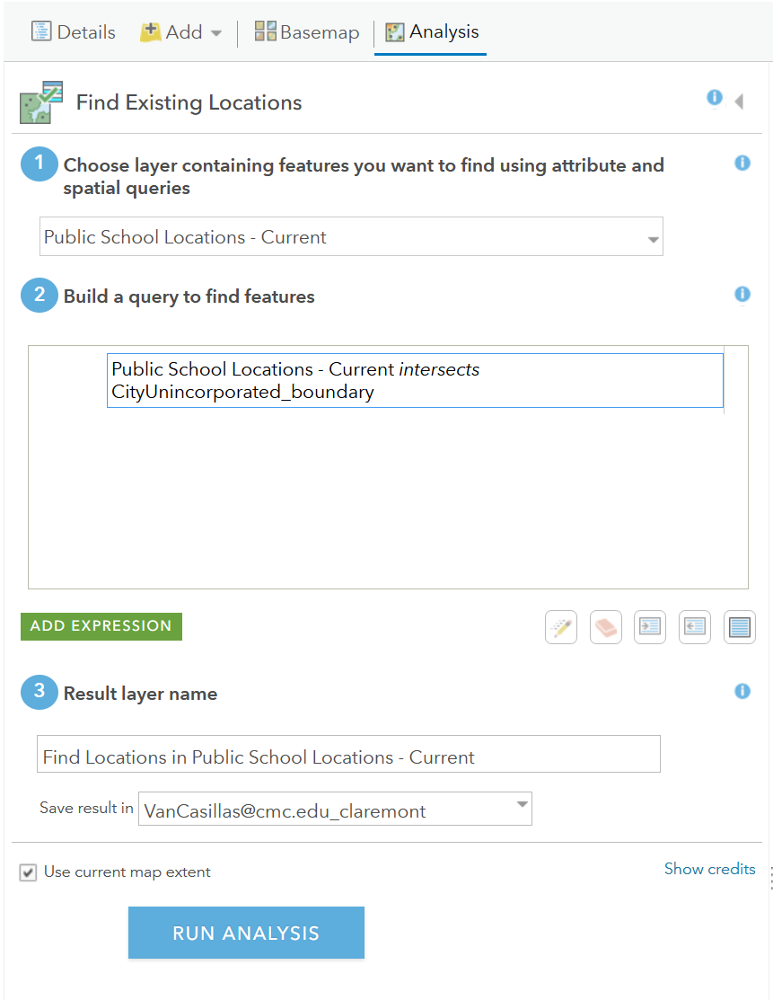 Details Add Basemap Analysis
Find Existing Locations
1 Choose layer containing features you want to find using attribute and
spatial queries
Public School Locations - Current
2 Build a query to find features
Public School Locations - Current intersects
CityUnincorporated_boundary
ADD EXPRESSION
3 Result layer name
Find Locations in Public School Locations - Current
Save result in VanCasillas@cmc.edu_claremont
Use current map extent Show credits
RUN ANALYSIS